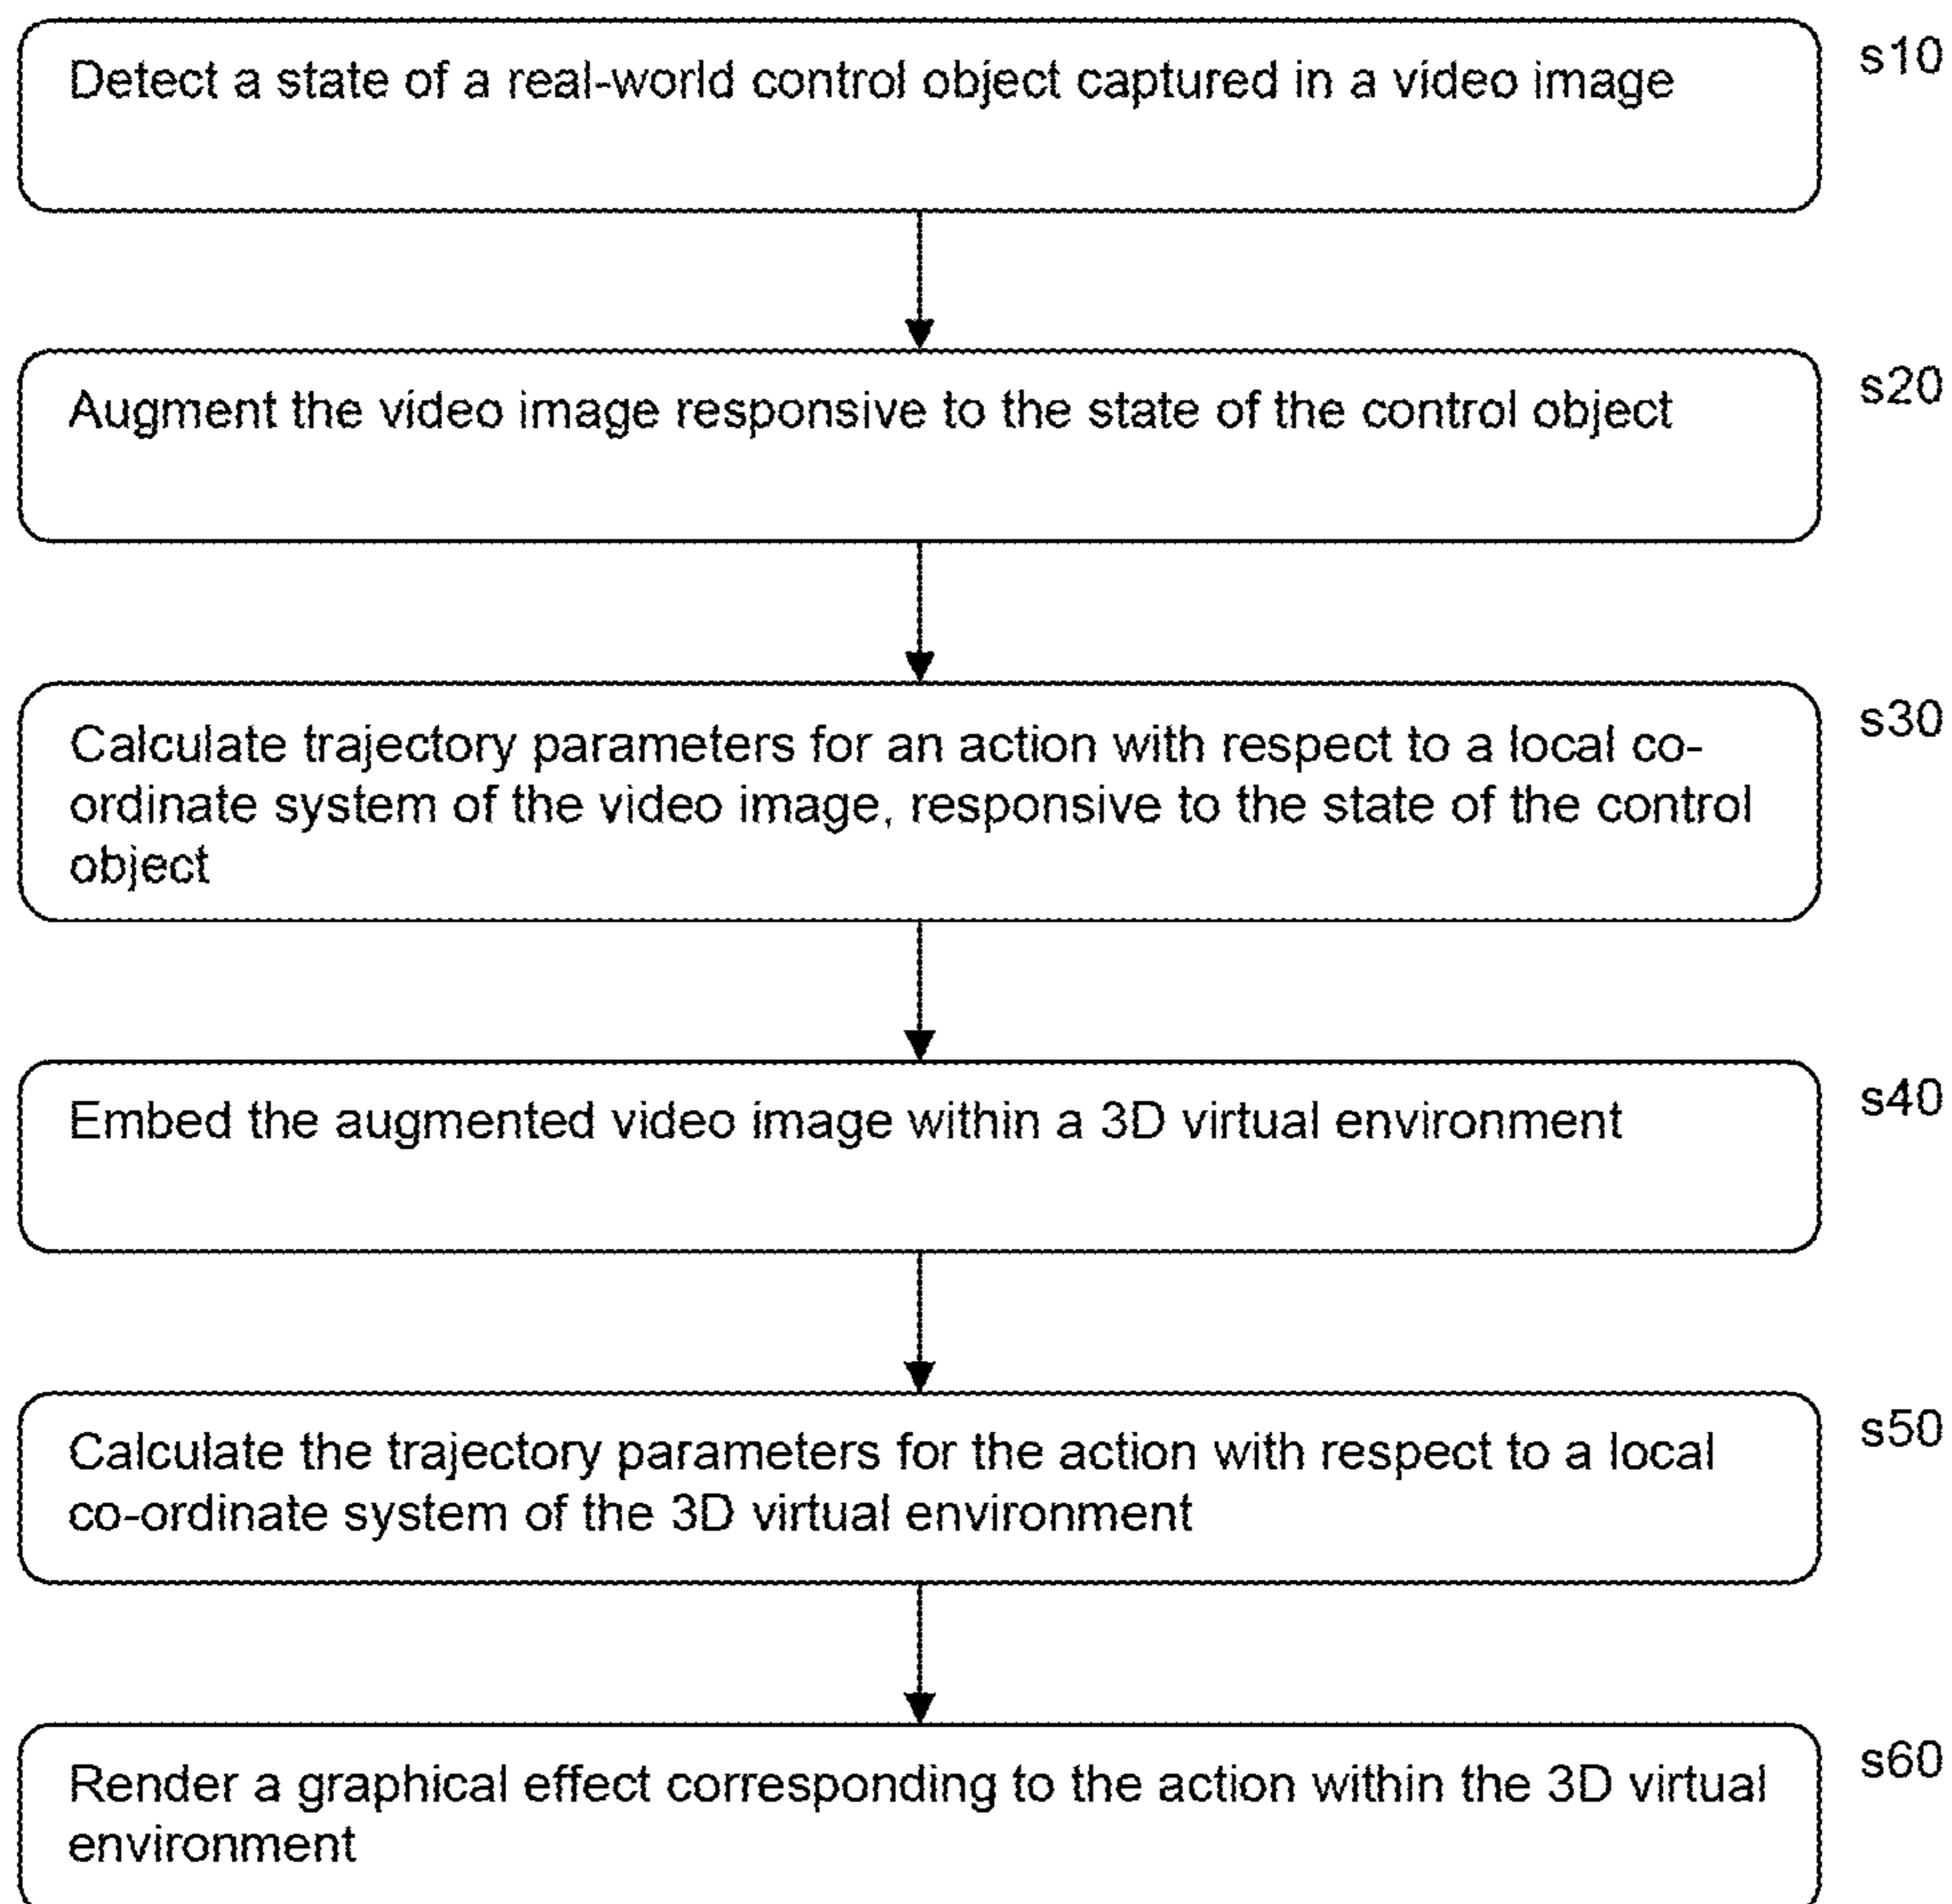 Detect a state of a real-world control object captured in a video image
s10
Augment the video image responsive to the state of the control object
s20
Calculate trajectory parameters for an action with respect to a local co-
ordinate system of the video image, responsive to the state of the control
object
s30
Embed the augmented video image within a 3D virtual environment
s40
Calculate the trajectory parameters for the action with respect to a local
co-ordinate system of the 3D virtual environment
s50
Render a graphical effect corresponding to the action within the 3D virtual
environment
s60